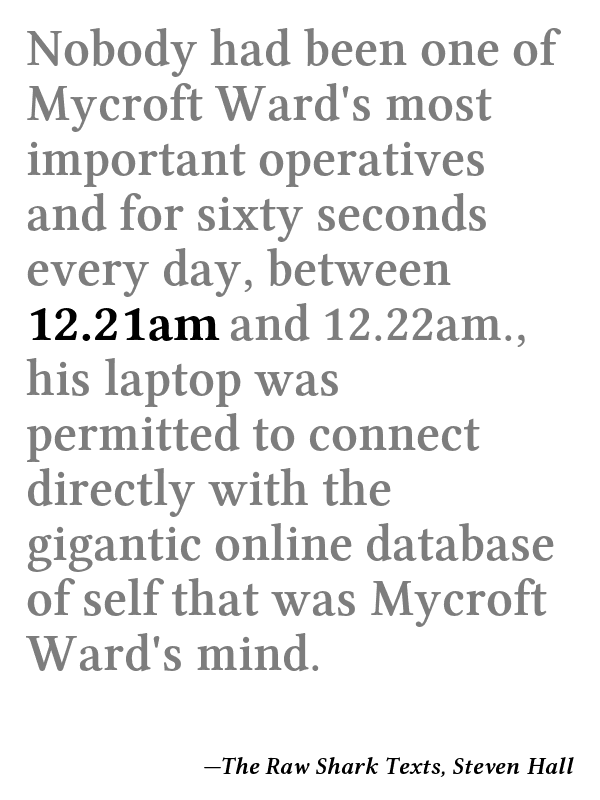 Nobody had been one of
Mycroft Ward's most
important operatives
and for sixty seconds
every day, between
12.21am and 12.22am.,
his laptop was
permitted to connect
directly with the
gigantic online database
of self that was Mycroft
Ward's mind.
—The Raw Shark Texts, Steven Hall